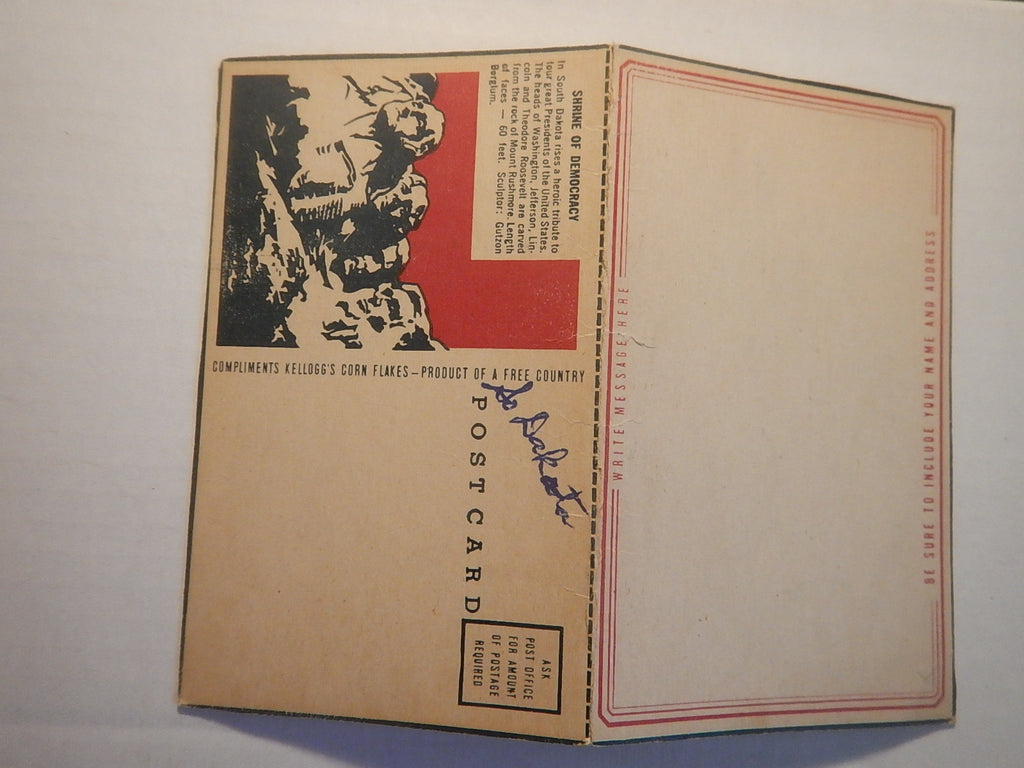 SHRINE OF DEMOCRACY
In South Dakota rises a heroic tribute to
four great Presidents of the United States.
The heads of Washington, Jefferson, Lin-
coln and Theodore Roosevelt are carved
from the rock of Mount Rushmore. Length
of faces — 60 feet. Sculptor: Gutzon
Borglum.
COMPLIMENTS KELLOGG'S CORN FLAKES—PRODUCT OF A FREE COUNTRY
So Dakota
POSTCARD
ASK
POST OFFICE
FOR AMOUNT
OF POSTAGE
REQUIRED
WRITE MESSAGE HERE
BE SURE TO INCLUDE YOUR NAME AND ADDRESS